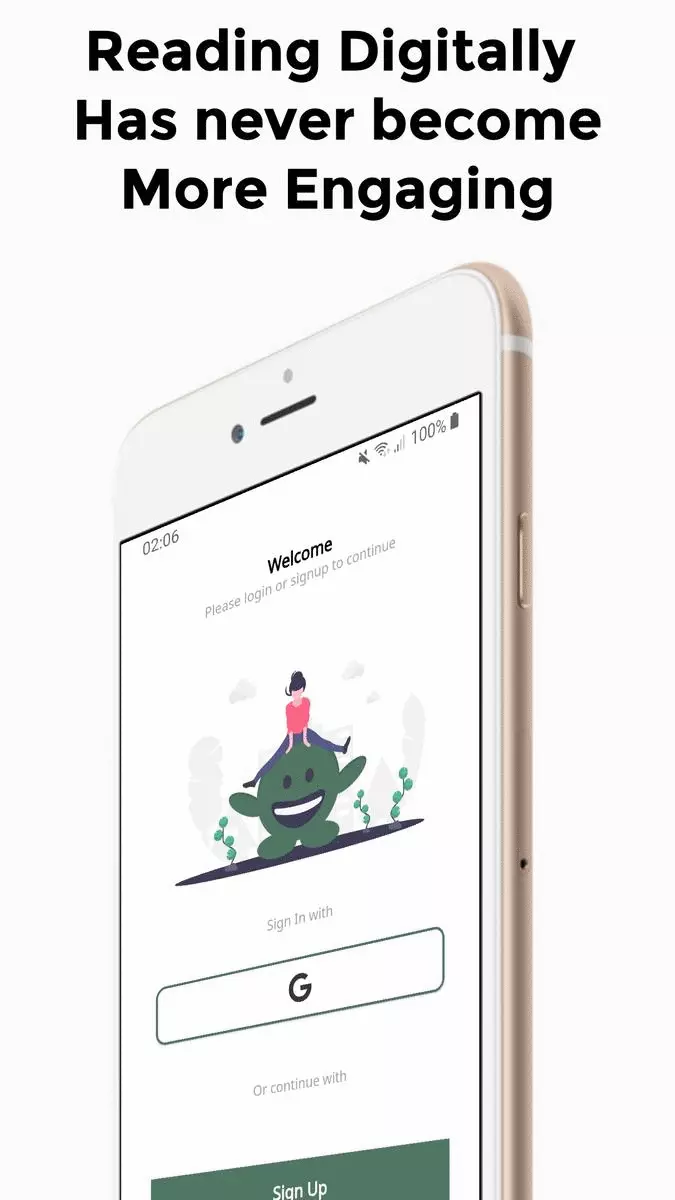 Reading Digitally
Has never become
More Engaging
100%
02:06
Welcome
Please login or signup to continue
Sign In with
G
Or continue with
Sign Up